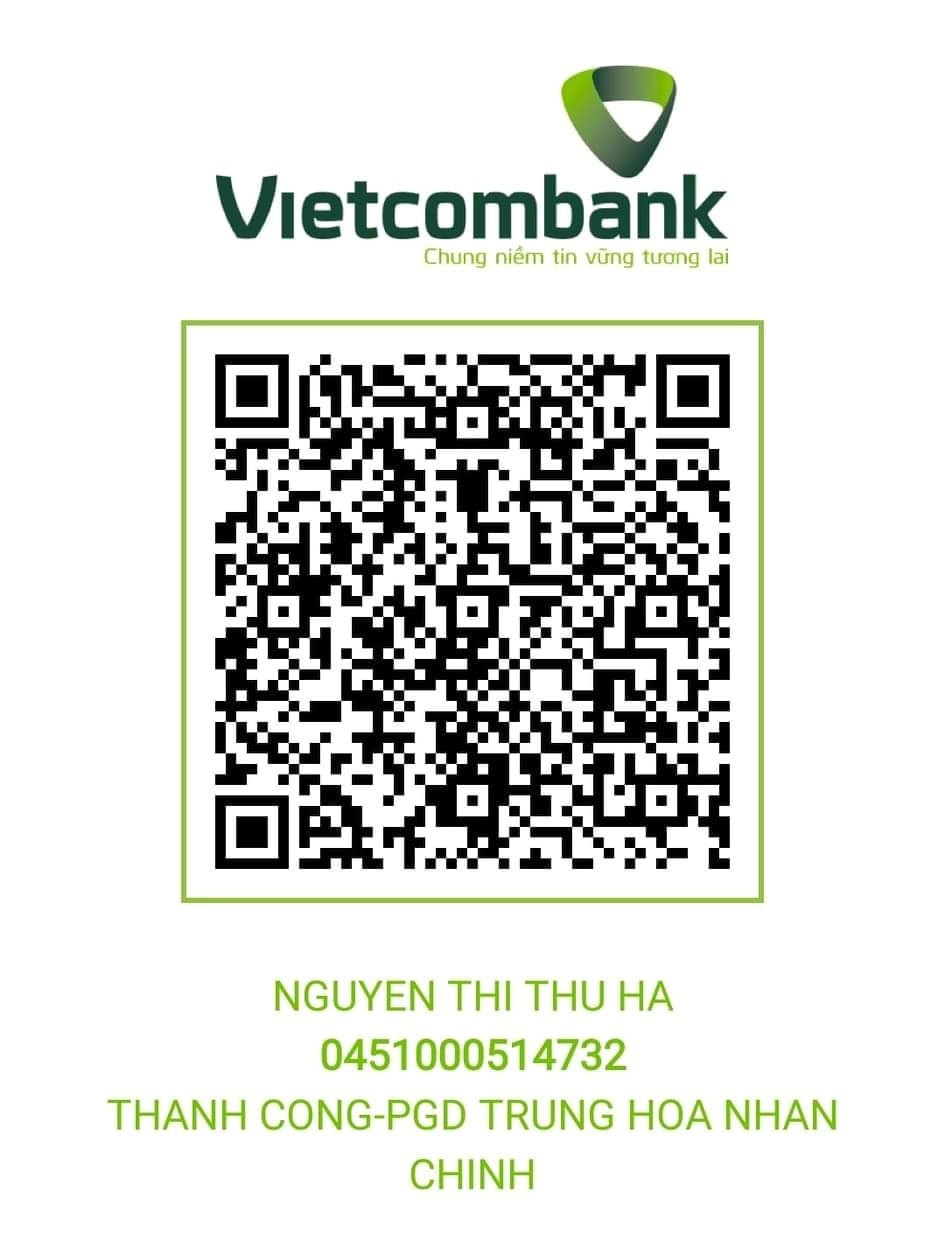 Vietcombank
Chung niềm tin vững tương lai
NGUYEN THI THU HA
0451000514732
THANH CONG-PGD TRUNG HOA NHAN
CHINH